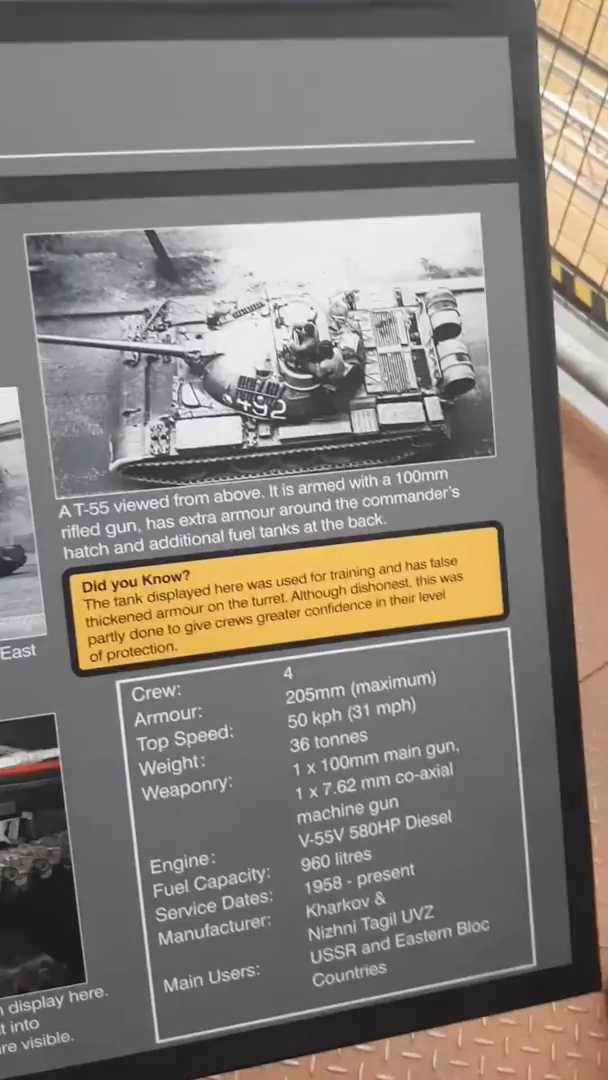 492
A T-55 viewed from above. It is armed with a 100mm
rifled gun, has extra armour around the commander's
hatch and additional fuel tanks at the back.
Did you Know?
The tank displayed here was used for training and has false
thickened armour on the turret. Although dishonest, this was
partly done to give crews greater confidence in their level
of protection.
East
Crew: 4
Armour: 205mm (maximum)
Top Speed: 50 kph (31 mph)
Weight: 36 tonnes
Weaponry: 1 x 100mm main gun,
1 x 7.62 mm co-axial
machine gun
Engine: V-55V 580HP Diesel
Fuel Capacity: 960 litres
Service Dates: 1958 - present
Manufacturer: Kharkov &
Nizhni Tagil UVZ
Main Users: USSR and Eastern Bloc
Countries
display here.
into
re visible.